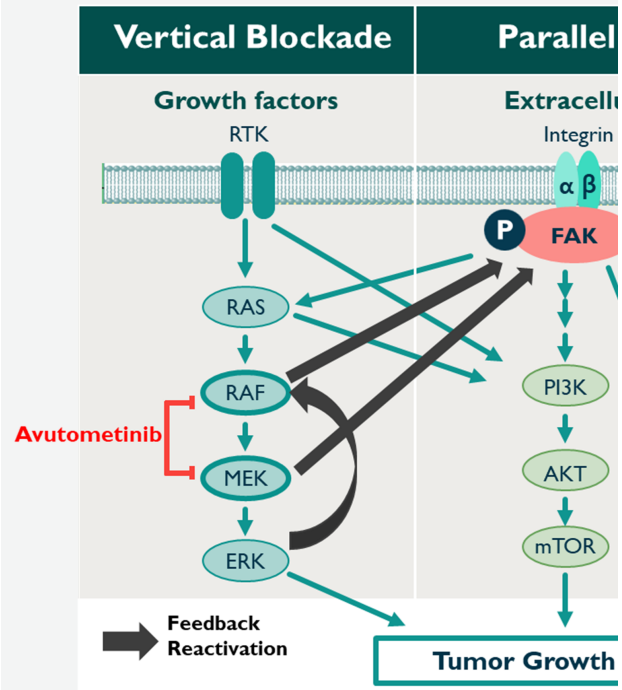 Vertical Blockade
Parallel
Growth factors
Extracellu
RTK
Integrin
α β
P
FAK
RAS
RAF
PI3K
Avutometinib
MEK
AKT
ERK
mTOR
Feedback
Reactivation
Tumor Growth